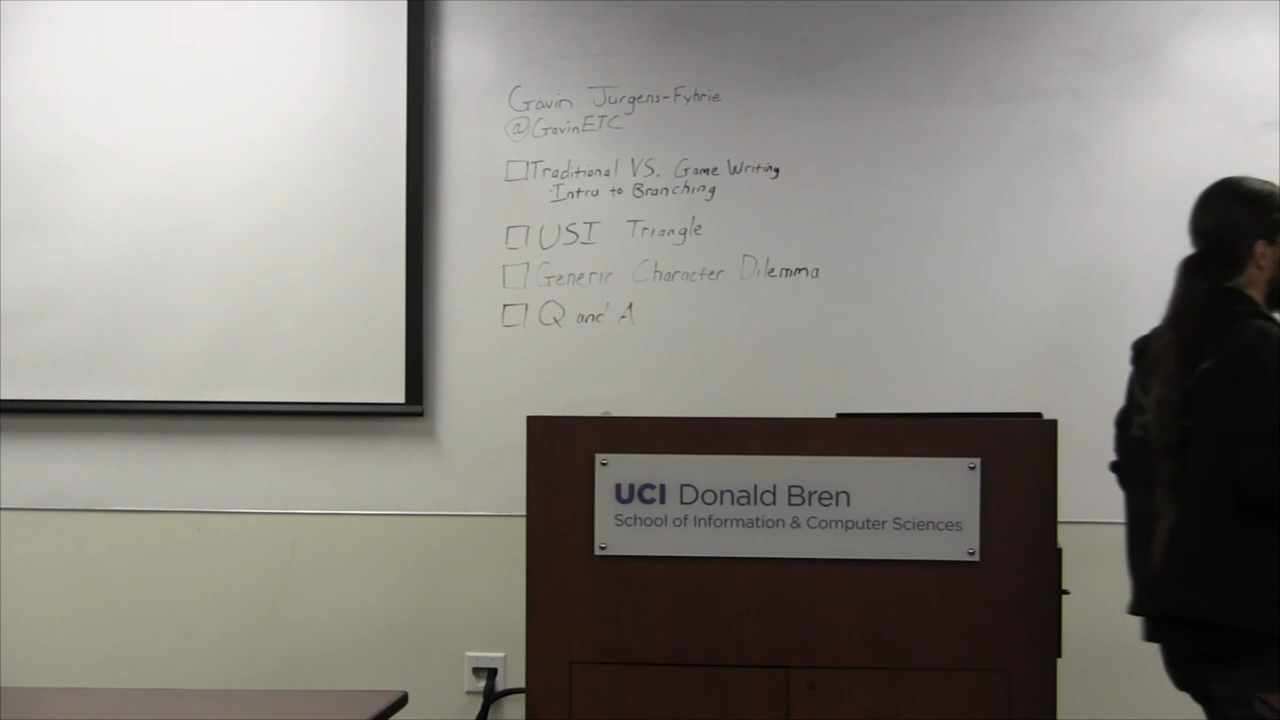 Gavin Jurgens-Fyhrie
@GavinETC
Traditional VS. Game Writing
·Intro to Branching
USI Triangle
Generic Character Dilemma
Q and A
UCI Donald Bren
School of Information & Computer Sciences